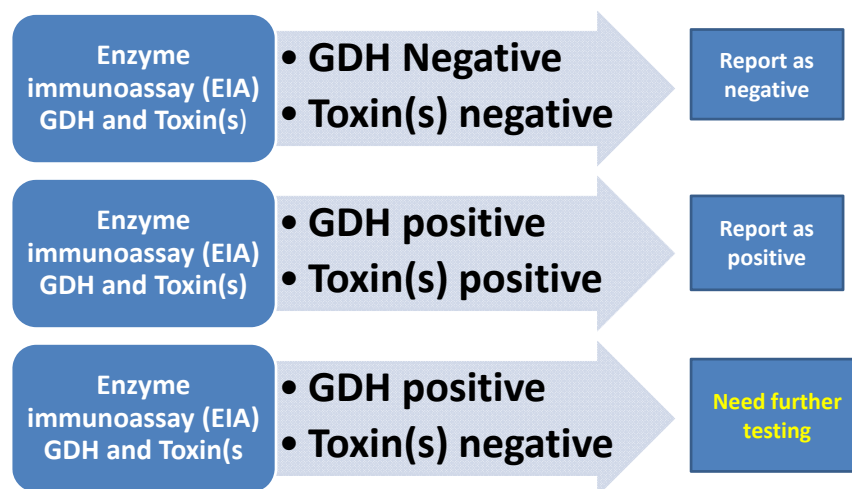 Enzyme
immunoassay (EIA)
GDH and Toxin(s)
• GDH Negative
• Toxin(s) negative
Report as
negative
Enzyme
immunoassay (EIA)
GDH and Toxin(s)
• GDH positive
• Toxin(s) positive
Report as
positive
Enzyme
immunoassay (EIA)
GDH and Toxin(s
• GDH positive
• Toxin(s) negative
Need further
testing